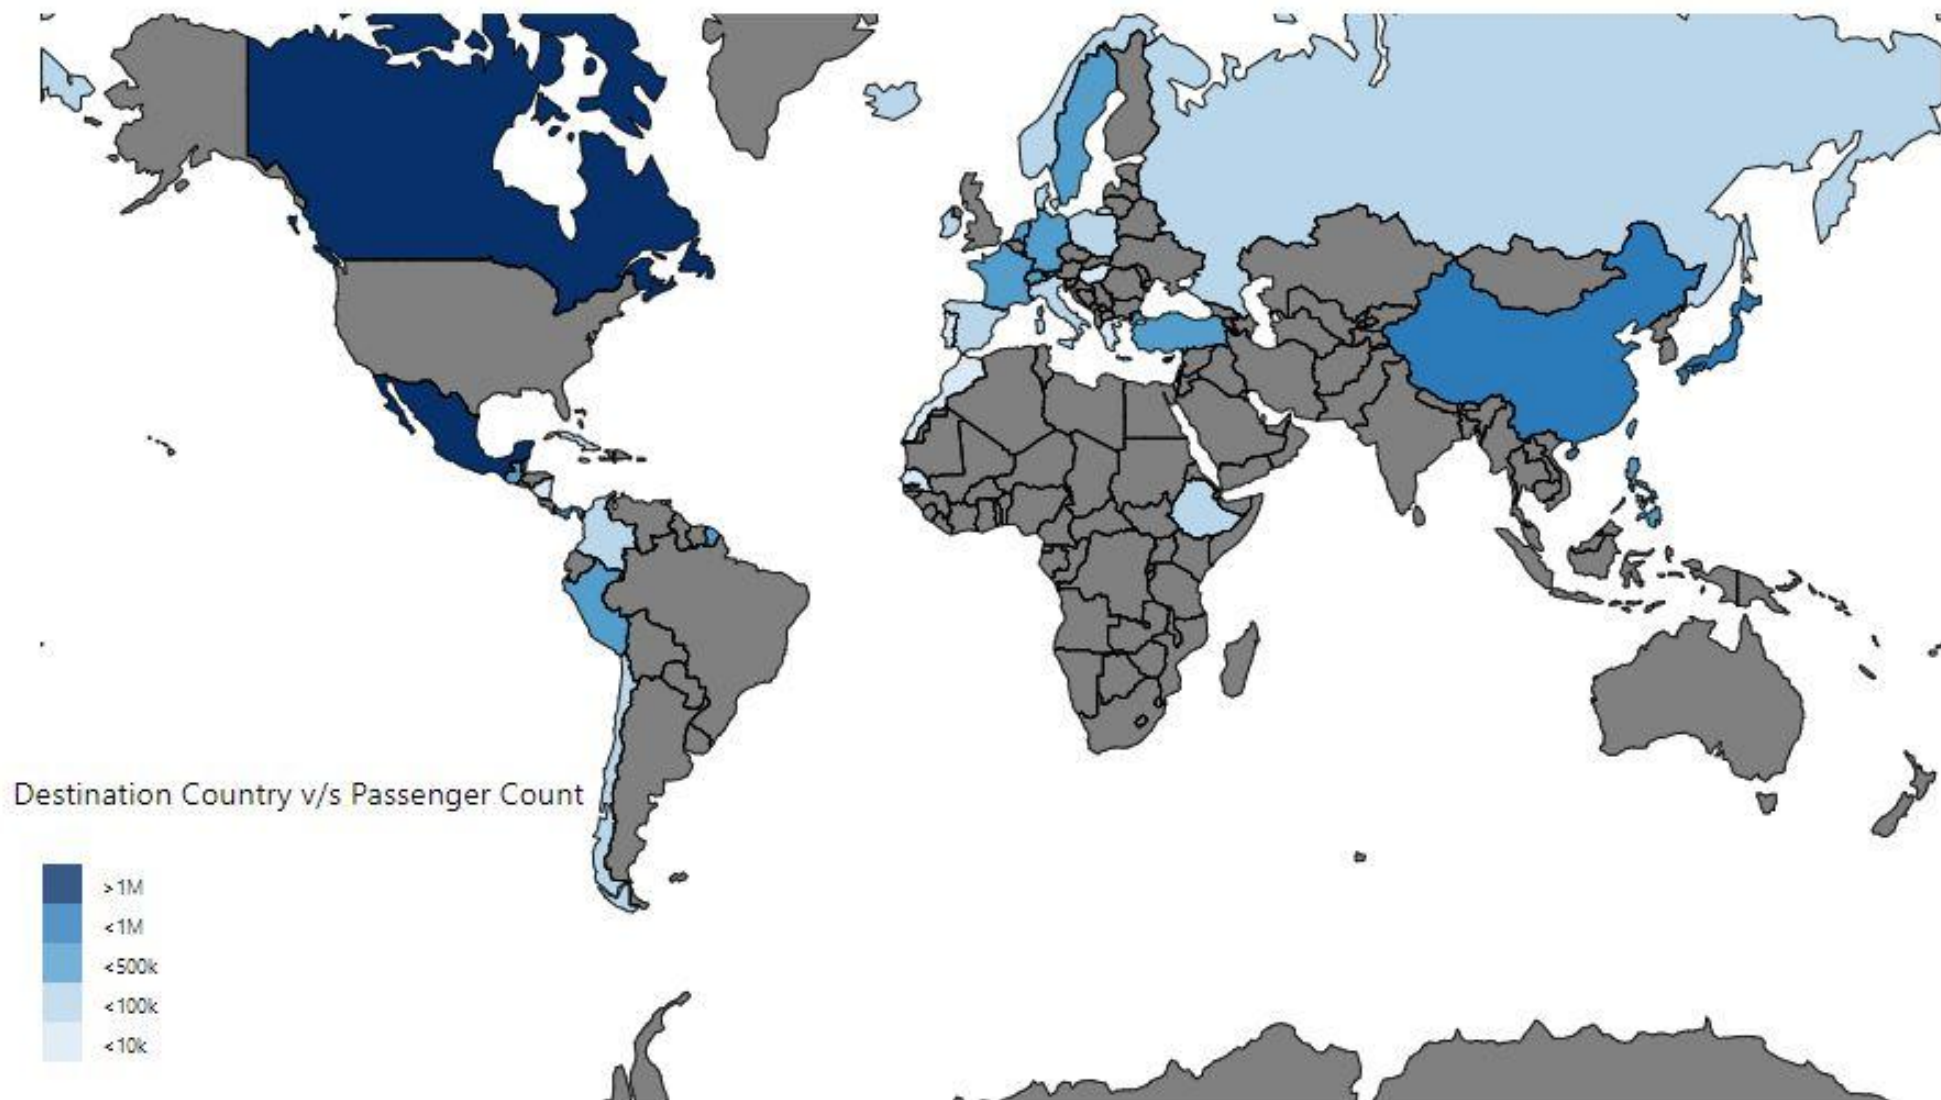 Destination Country v/s Passenger Count
>1M
<1M
<500k
<100k
<10k